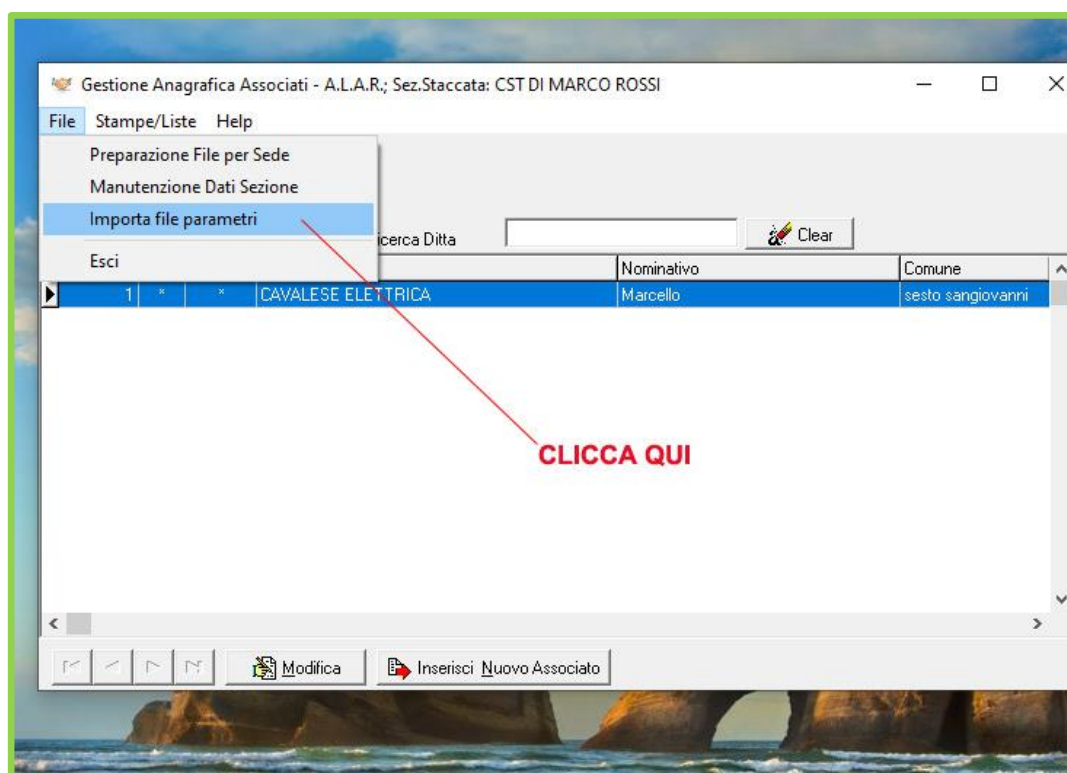 Gestione Anagrafica Associati - A.L.A.R.; Sez.Staccata: CST DI MARCO ROSSI
File Stampe/Liste Help
Preparazione File per Sede
Manutenzione Dati Sezione
Importa file parametri
Esci
icerca Ditta Clear
Nominativo Comune
1 * * CAVALESE ELETTRICA Marcello sesto sangiovanni
CLICCA QUI
Modifica Inserisci Nuovo Associato